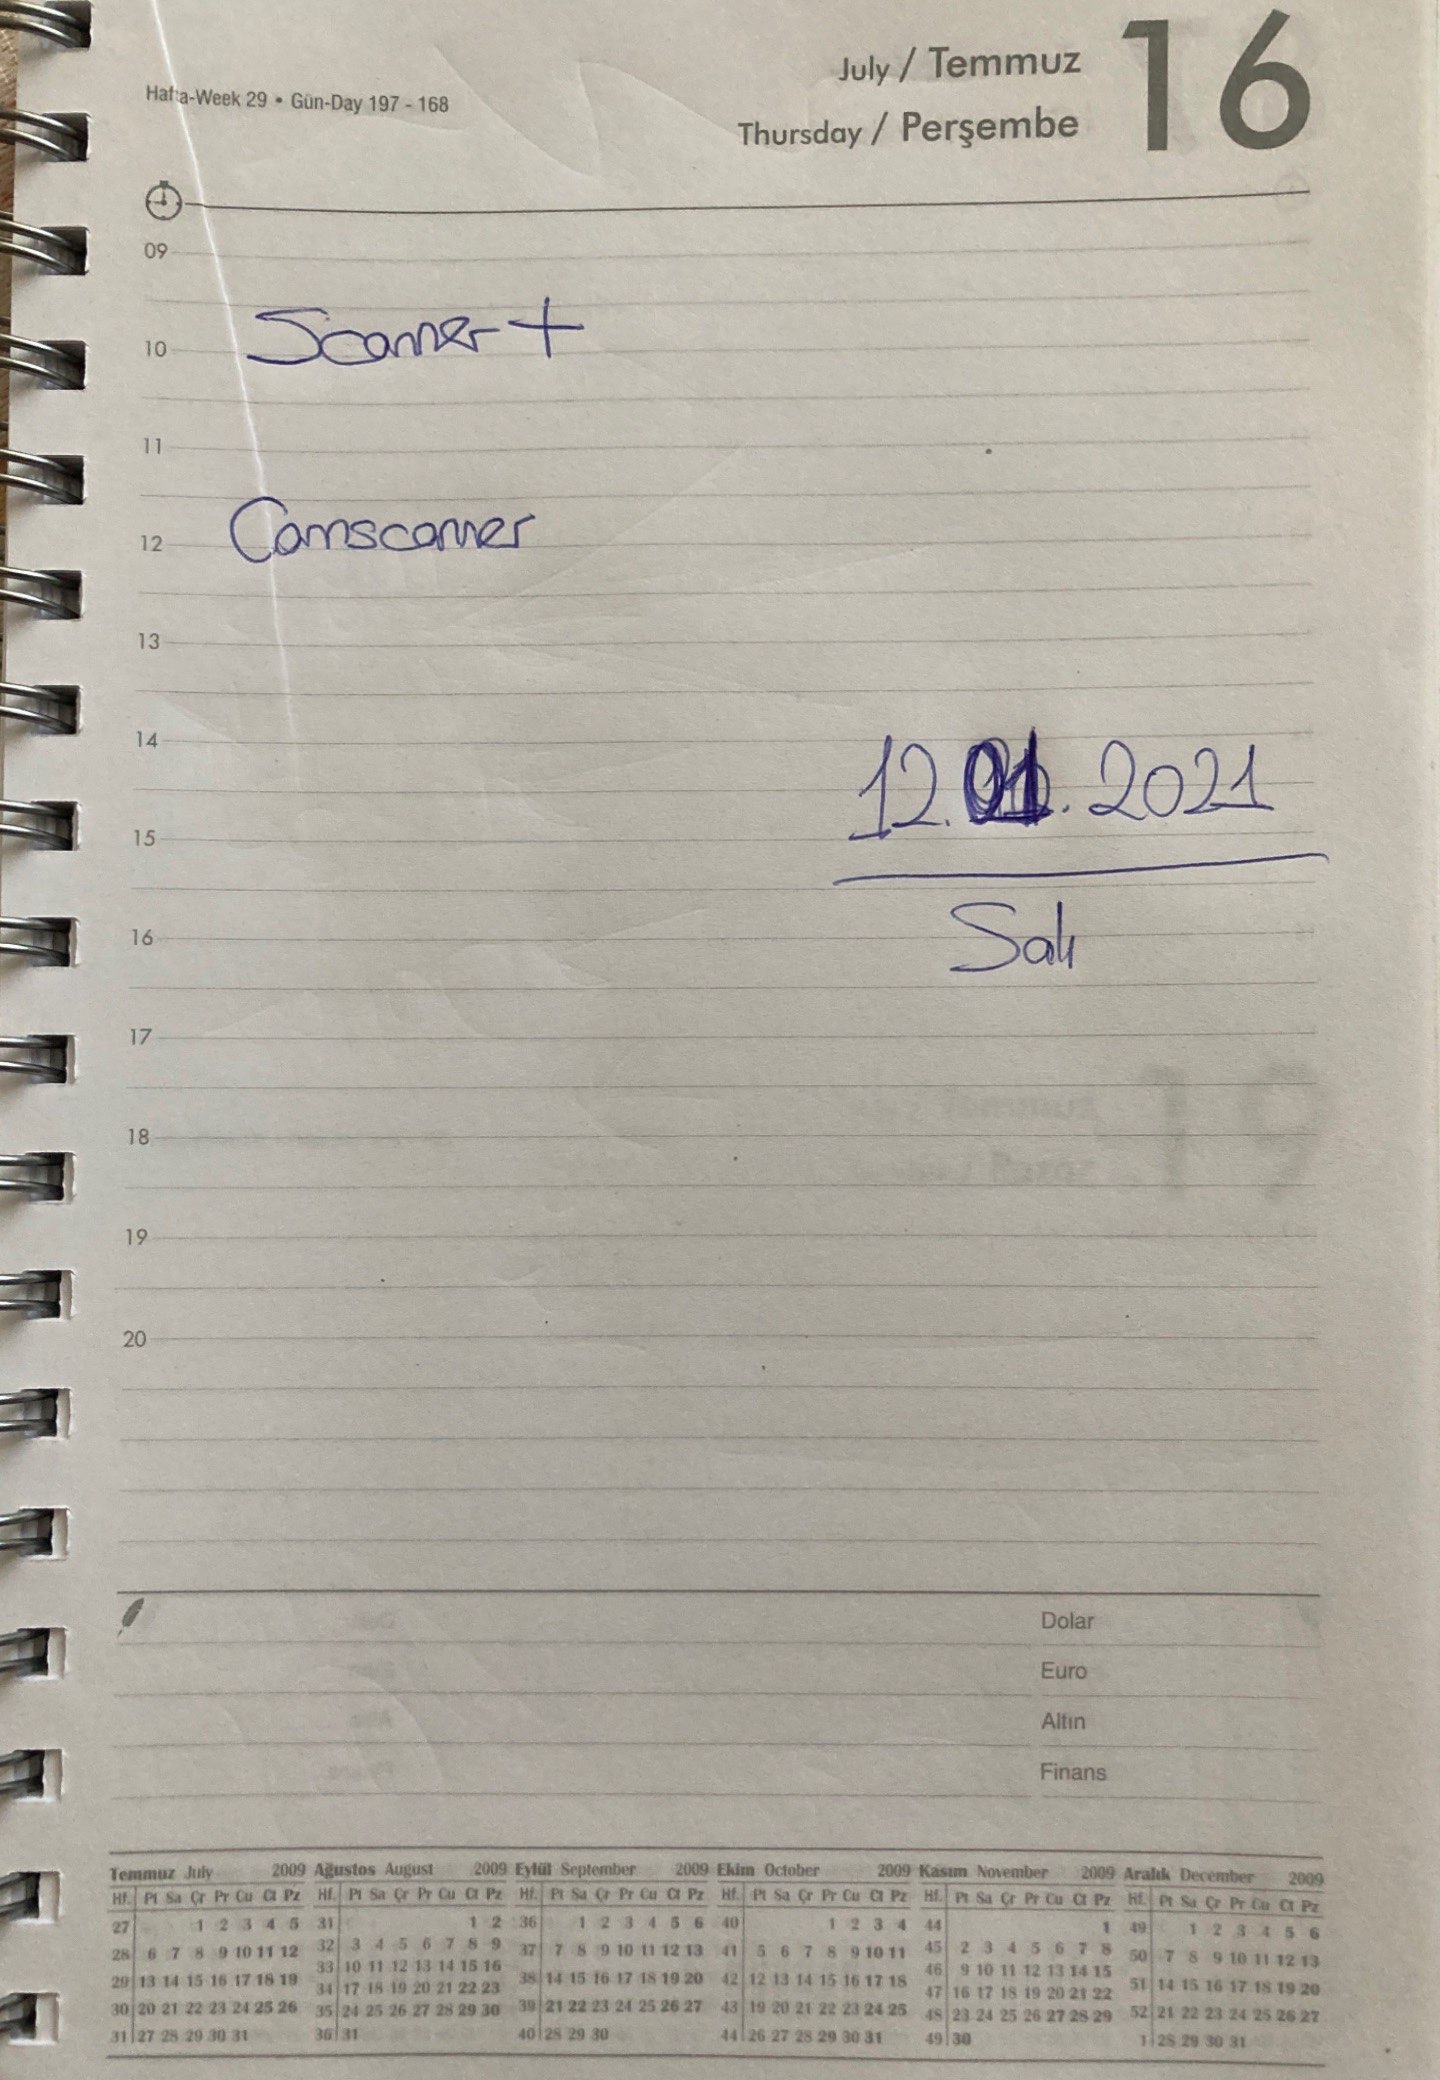 Hafta-Week 29 • Gün-Day 197 - 168
July / Temmuz
Thursday / Perşembe
16
09
Scanner +
10
11
Camscanner
12
13
14
12.01.2021
15
Salı
16
17
18
19
20
Dolar
Euro
Altın
Finans
Temmuz July 2009 Ağustos August 2009 Eylül September 2009 Ekim October 2009 Kasım November 2009 Aralık December 2009
Hf. Pt Sa Çr Pr Cu Ct Pz Hf. Pt Sa Çr Pr Cu Ct Pz Hf. Pt Sa Çr Pr Cu Ct Pz Hf. Pt Sa Çr Pr Cu Ct Pz Hf. Pt Sa Çr Pr Cu Ct Pz Hf. Pt Sa Çr Pr Cu Ct Pz
27 1 2 3 4 5 31 1 2 36 1 2 3 4 5 6 40 1 2 3 4 44 1 49 1 2 3 4 5 6
28 6 7 8 9 10 11 12 32 3 4 5 6 7 8 9 37 7 8 9 10 11 12 13 41 5 6 7 8 9 10 11 45 2 3 4 5 6 7 8 50 7 8 9 10 11 12 13
33 10 11 12 13 14 15 16 46 9 10 11 12 13 14 15
29 13 14 15 16 17 18 19 34 17 18 19 20 21 22 23 38 14 15 16 17 18 19 20 42 12 13 14 15 16 17 18 47 16 17 18 19 20 21 22 51 14 15 16 17 18 19 20
30 20 21 22 23 24 25 26 35 24 25 26 27 28 29 30 39 21 22 23 24 25 26 27 43 19 20 21 22 23 24 25 48 23 24 25 26 27 28 29 52 21 22 23 24 25 26 27
31 27 28 29 30 31 36 31 40 28 29 30 44 26 27 28 29 30 31 49 30 1 28 29 30 31